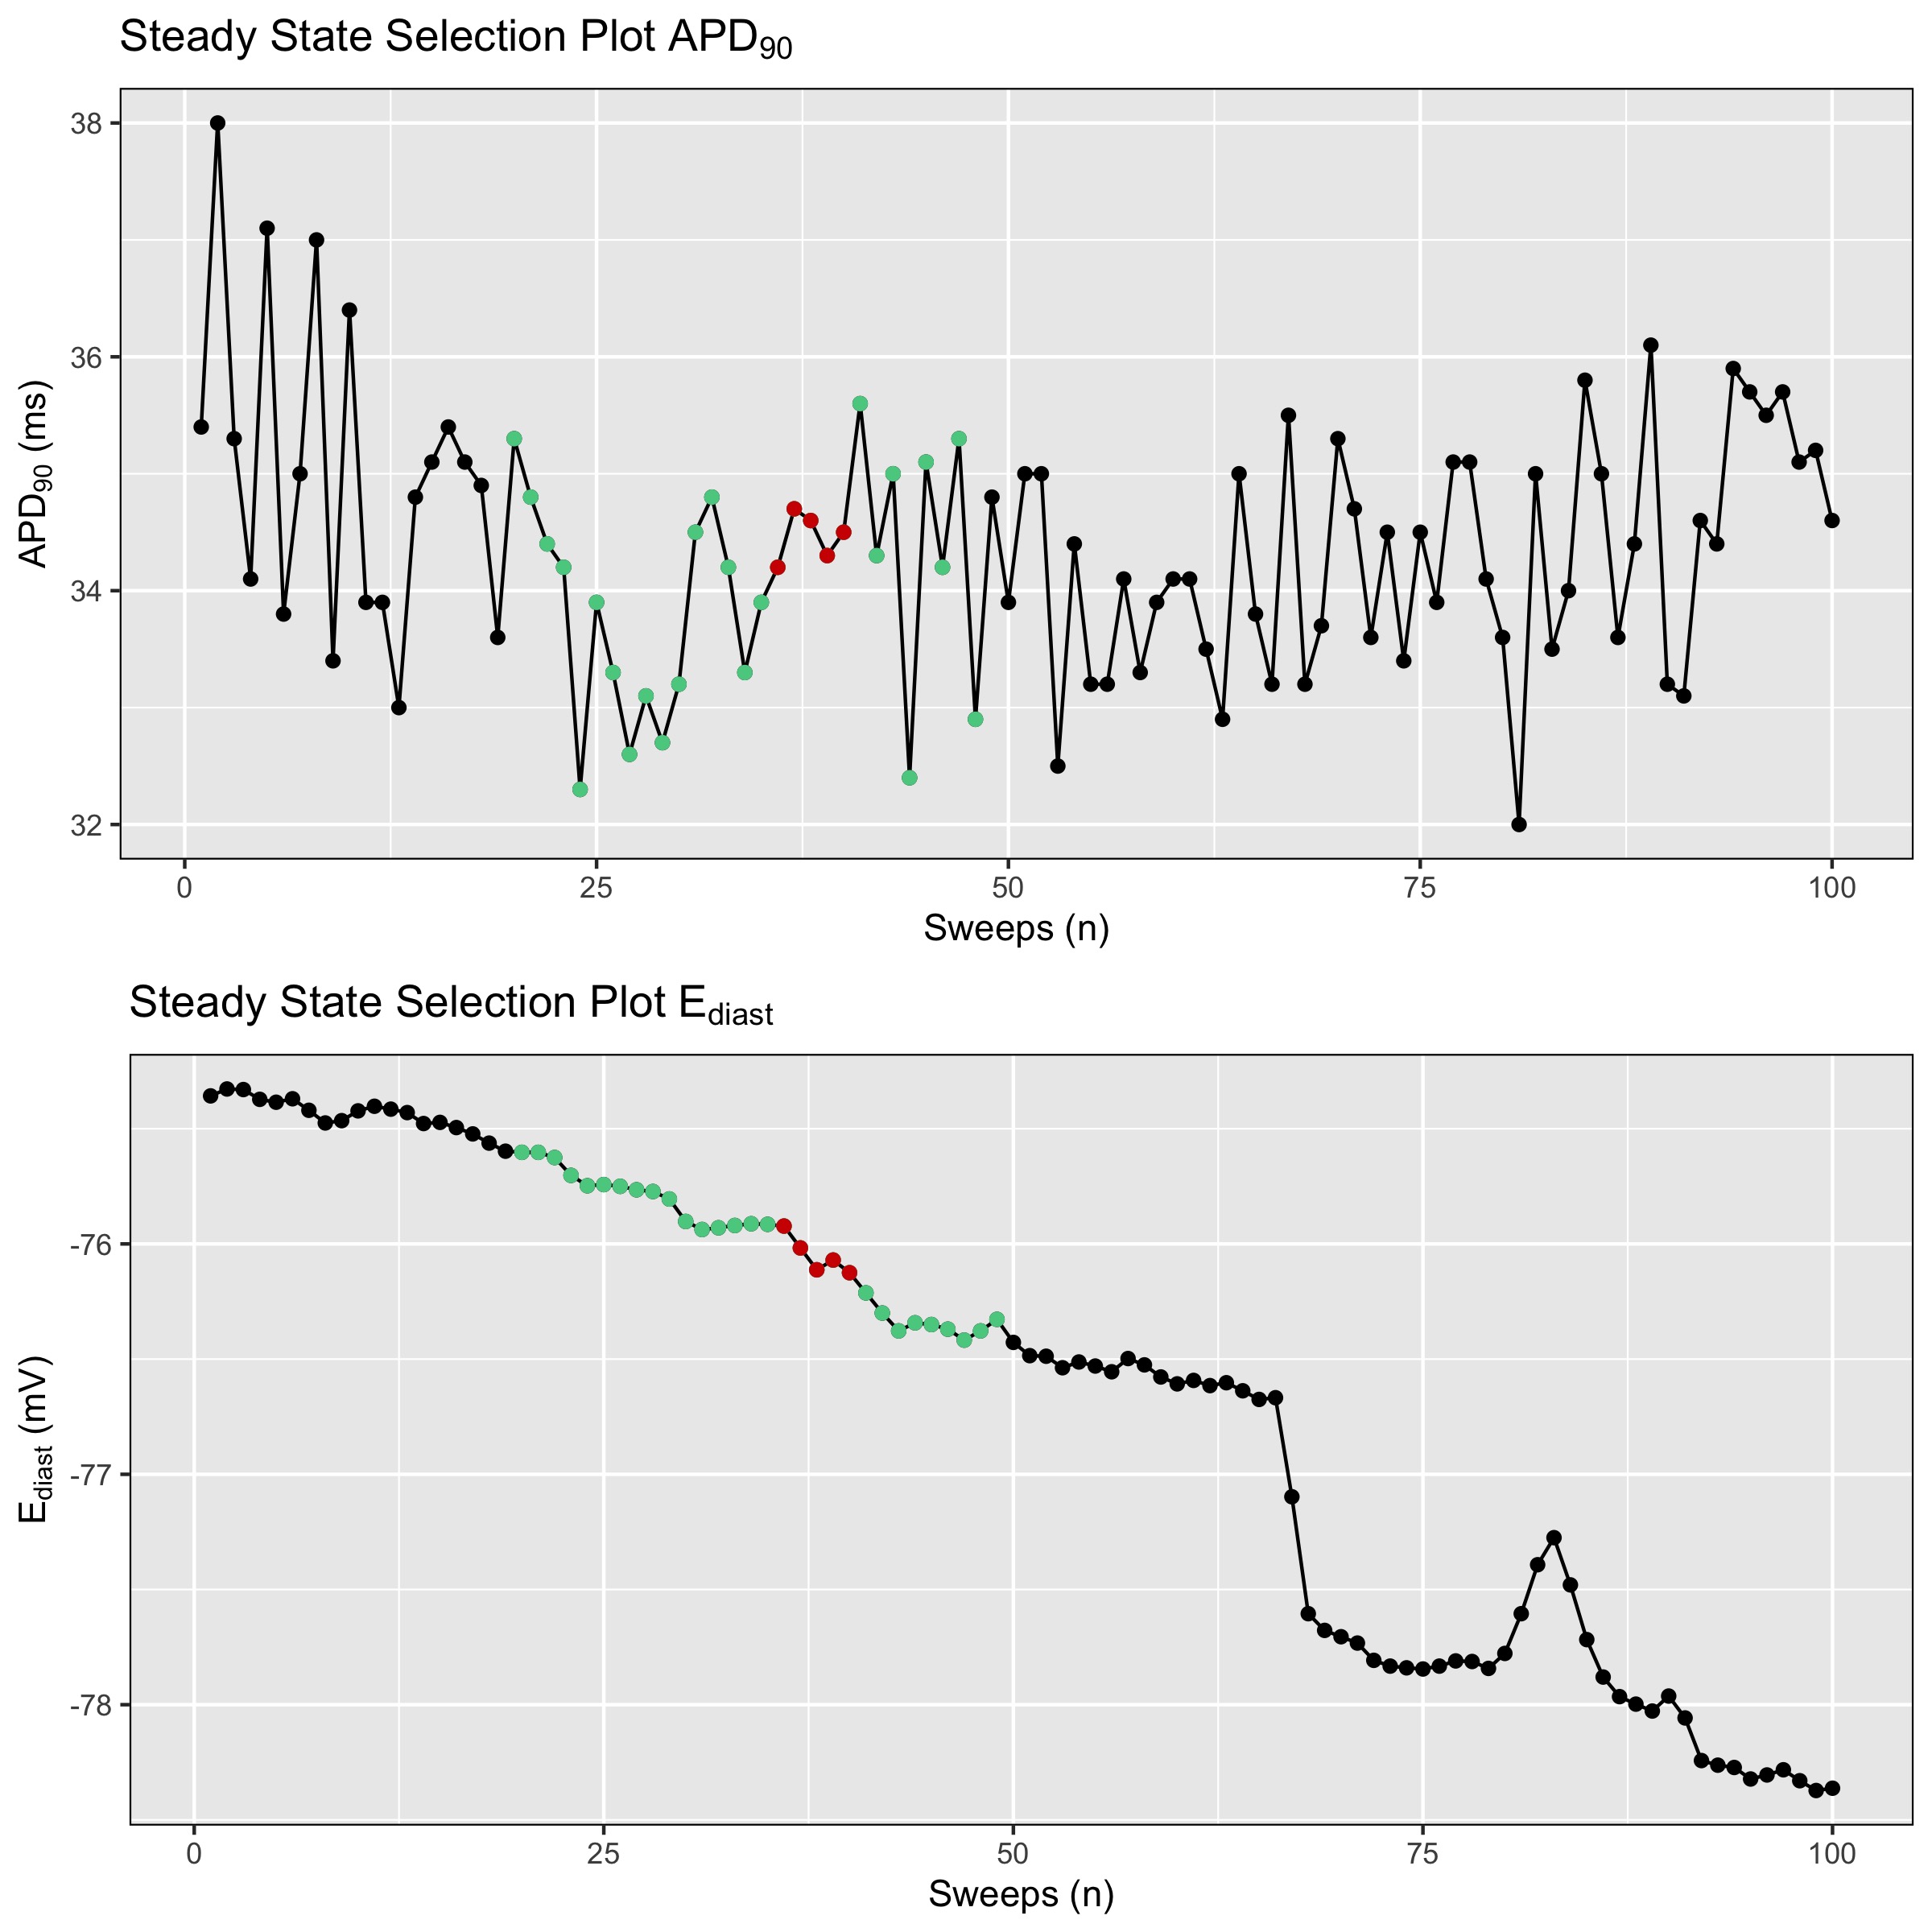 Steady State Selection Plot APD90
38
36
34
32
APD90 (ms)
0 25 50 75 100
Sweeps (n)
Steady State Selection Plot Ediast
-76
-77
-78
Ediast (mV)
0 25 50 75 100
Sweeps (n)